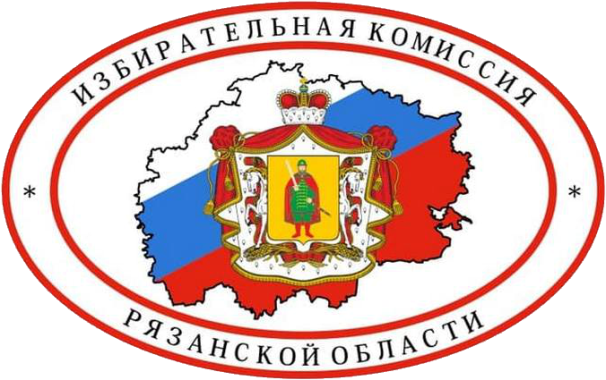 ИЗБИРАТЕЛЬНАЯ КОМИССИЯ
РЯЗАНСКОЙ ОБЛАСТИ